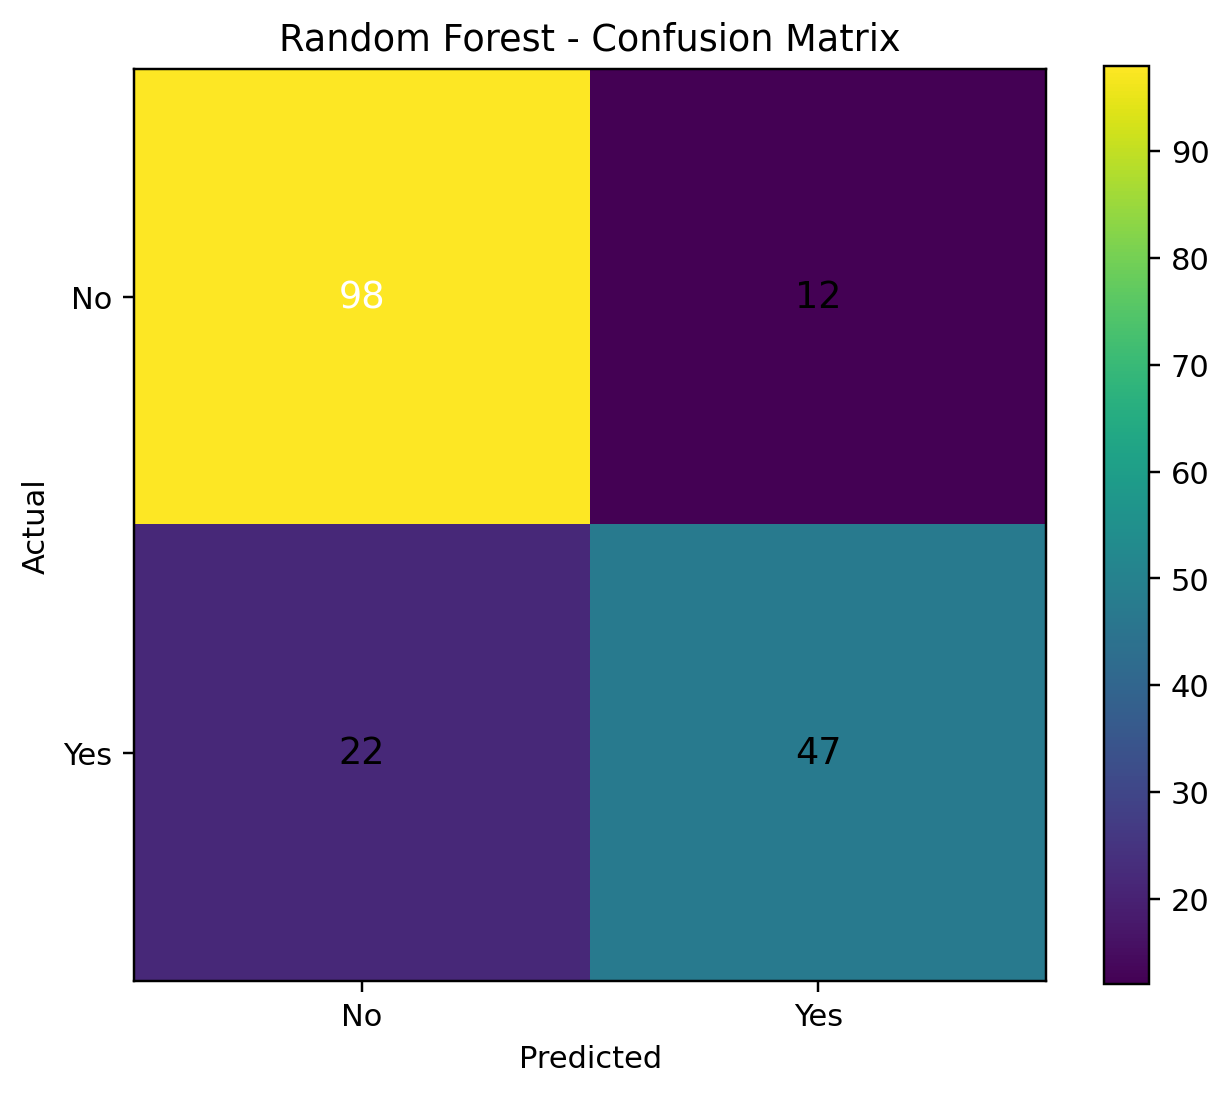 Random Forest - Confusion Matrix
Actual
No
Yes
98
12
22
47
No
Yes
Predicted
90
80
70
60
50
40
30
20